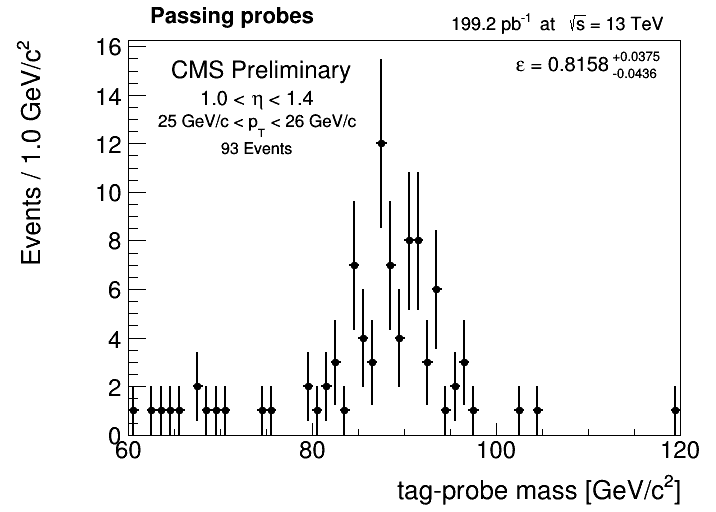 Passing probes
199.2 pb⁻¹ at √s = 13 TeV
CMS Preliminary
1.0 < η < 1.4
25 GeV/c < p_T < 26 GeV/c
93 Events
ε = 0.8158 +0.0375 -0.0436
Events / 1.0 GeV/c²
16
14
12
10
8
6
4
2
0
60 80 100 120
tag-probe mass [GeV/c²]